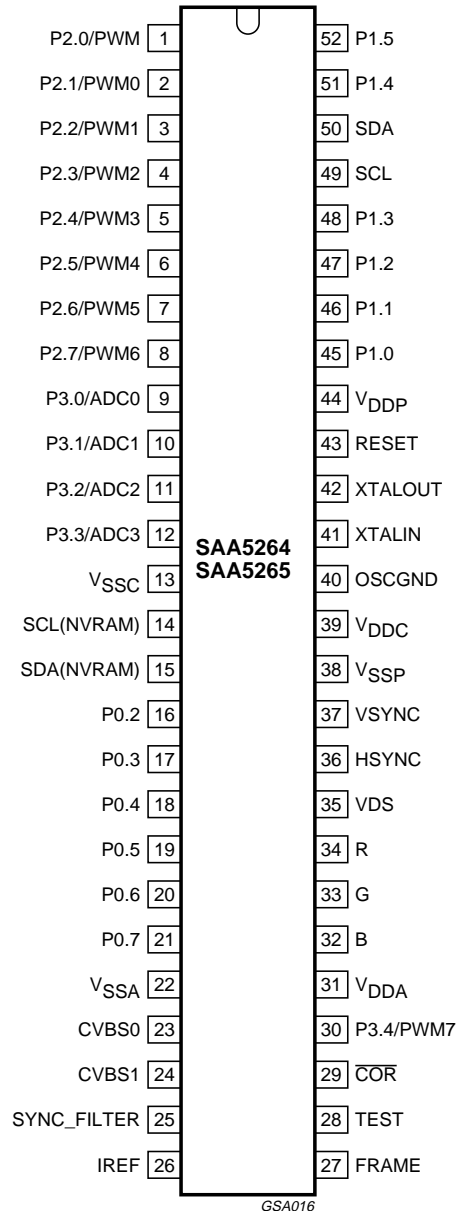 P2.0/PWM 1 52 P1.5
P2.1/PWM0 2 51 P1.4
P2.2/PWM1 3 50 SDA
P2.3/PWM2 4 49 SCL
P2.4/PWM3 5 48 P1.3
P2.5/PWM4 6 47 P1.2
P2.6/PWM5 7 46 P1.1
P2.7/PWM6 8 45 P1.0
P3.0/ADC0 9 44 VDDP
P3.1/ADC1 10 43 RESET
P3.2/ADC2 11 42 XTALOUT
P3.3/ADC3 12 41 XTALIN
SAA5264
SAA5265
VSSC 13 40 OSCGND
SCL(NVRAM) 14 39 VDDC
SDA(NVRAM) 15 38 VSSP
P0.2 16 37 VSYNC
P0.3 17 36 HSYNC
P0.4 18 35 VDS
P0.5 19 34 R
P0.6 20 33 G
P0.7 21 32 B
VSSA 22 31 VDDA
CVBS0 23 30 P3.4/PWM7
CVBS1 24 29 C̅O̅R̅
SYNC_FILTER 25 28 TEST
IREF 26 27 FRAME
GSA016